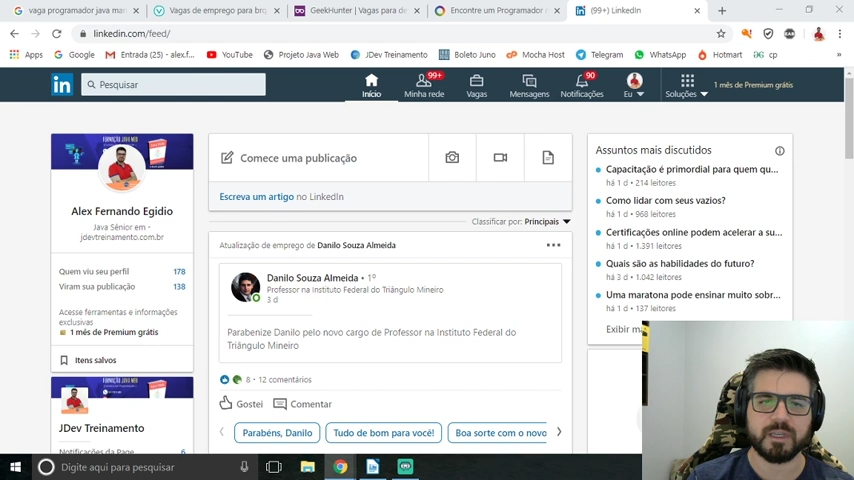 vaga programador java mar
Vagas de emprego para pro
GeekHunter | Vagas para de
Encontre um Programador
(99+) LinkedIn
linkedin.com/feed/
Apps
Google
Entrada (25) - alex.f...
YouTube
Projeto Java Web
JDev Treinamento
Boleto Juno
Mocha Host
Telegram
WhatsApp
Hotmart
cp
in
Pesquisar
Início
99+
Minha rede
Vagas
Mensagens
90
Notificações
Eu
Soluções
1 mês de Premium grátis
Alex Fernando Egidio
Java Sênior em -
jdevtreinamento.com.br
Quem viu seu perfil 178
Viram sua publicação 138
Acesse ferramentas e informações
exclusivas
1 mês de Premium grátis
Itens salvos
JDev Treinamento
Notificações da Page 6
Comece uma publicação
Escreva um artigo no LinkedIn
Classificar por: Principais
Atualização de emprego de Danilo Souza Almeida
Danilo Souza Almeida • 1º
Professor na Instituto Federal do Triângulo Mineiro
3 d
Parabenize Danilo pelo novo cargo de Professor na Instituto Federal do
Triângulo Mineiro
8 • 12 comentários
Gostei
Comentar
Parabéns, Danilo
Tudo de bom para você!
Boa sorte com o novo
Assuntos mais discutidos
Capacitação é primordial para quem qu...
há 1 d • 214 leitores
Como lidar com seus vazios?
há 1 d • 968 leitores
Certificações online podem acelerar a su...
há 1 d • 1.391 leitores
Quais são as habilidades do futuro?
há 3 d • 1.042 leitores
Uma maratona pode ensinar muito sobr...
há 1 d • 137 leitores
Exibir
Digite aqui para pesquisar